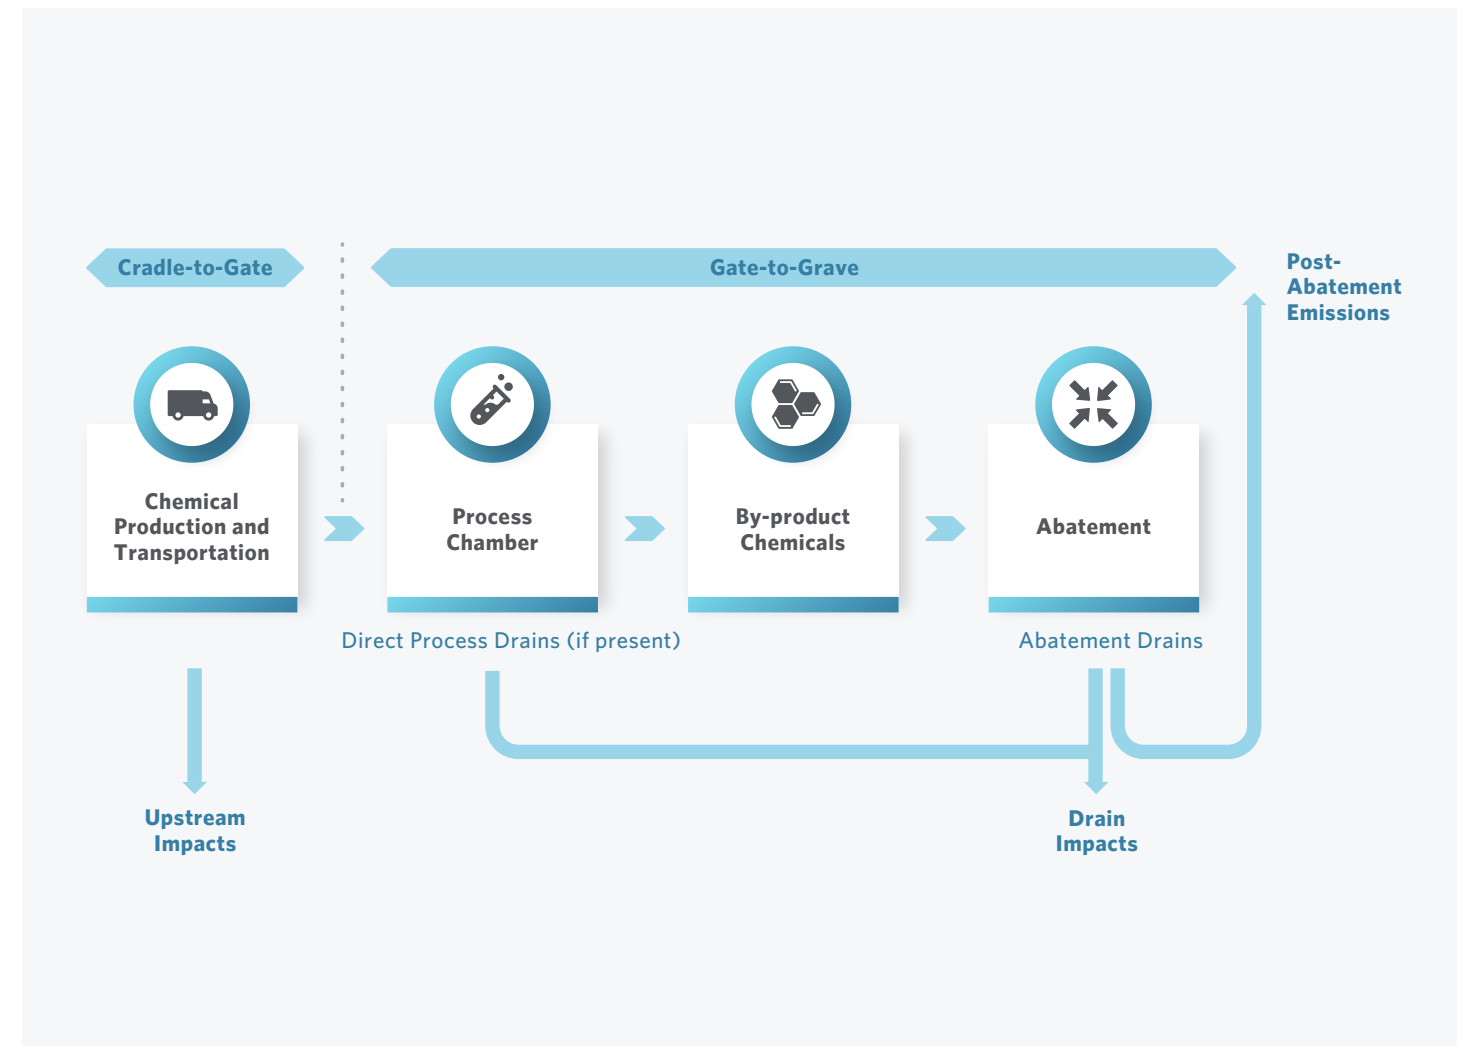 Cradle-to-Gate
Gate-to-Grave
Post-
Abatement
Emissions
Chemical
Production and
Transportation
Process
Chamber
By-product
Chemicals
Abatement
Direct Process Drains (if present)
Abatement Drains
Upstream
Impacts
Drain
Impacts